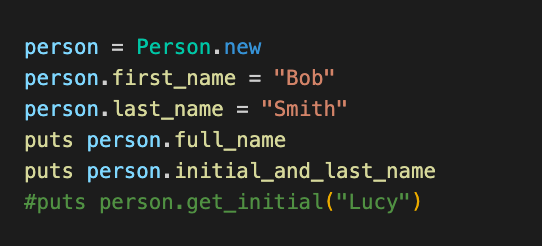 person = Person.new
person.first_name = "Bob"
person.last_name = "Smith"
puts person.full_name
puts person.initial_and_last_name
#puts person.get_initial("Lucy")